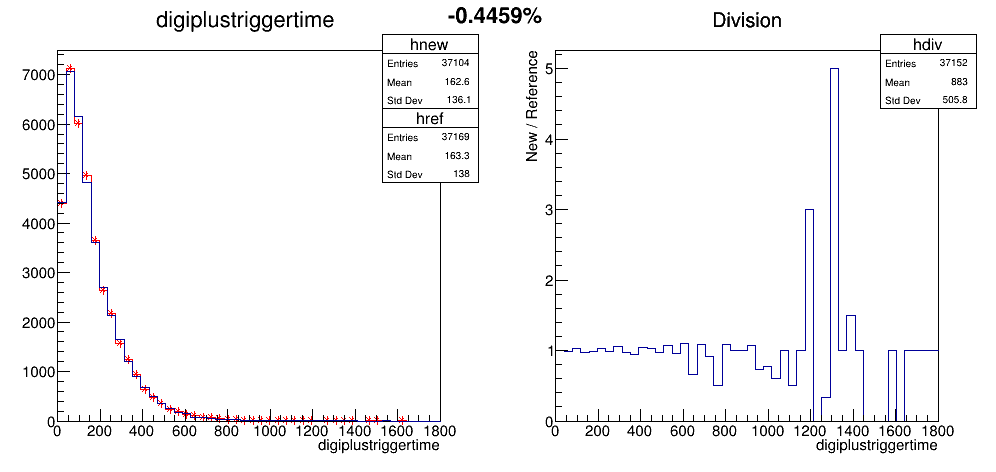 digiplustriggertime
-0.4459%
Division
hnew
Entries 37104
Mean 162.6
Std Dev 136.1
href
Entries 37169
Mean 163.3
Std Dev 138
7000
6000
5000
4000
3000
2000
1000
0
0 200 400 600 800 1000 1200 1400 1600 1800
digiplustriggertime
hdiv
Entries 37152
Mean 883
Std Dev 505.8
New / Reference
5
4
3
2
1
0
0 200 400 600 800 1000 1200 1400 1600 1800
digiplustriggertime